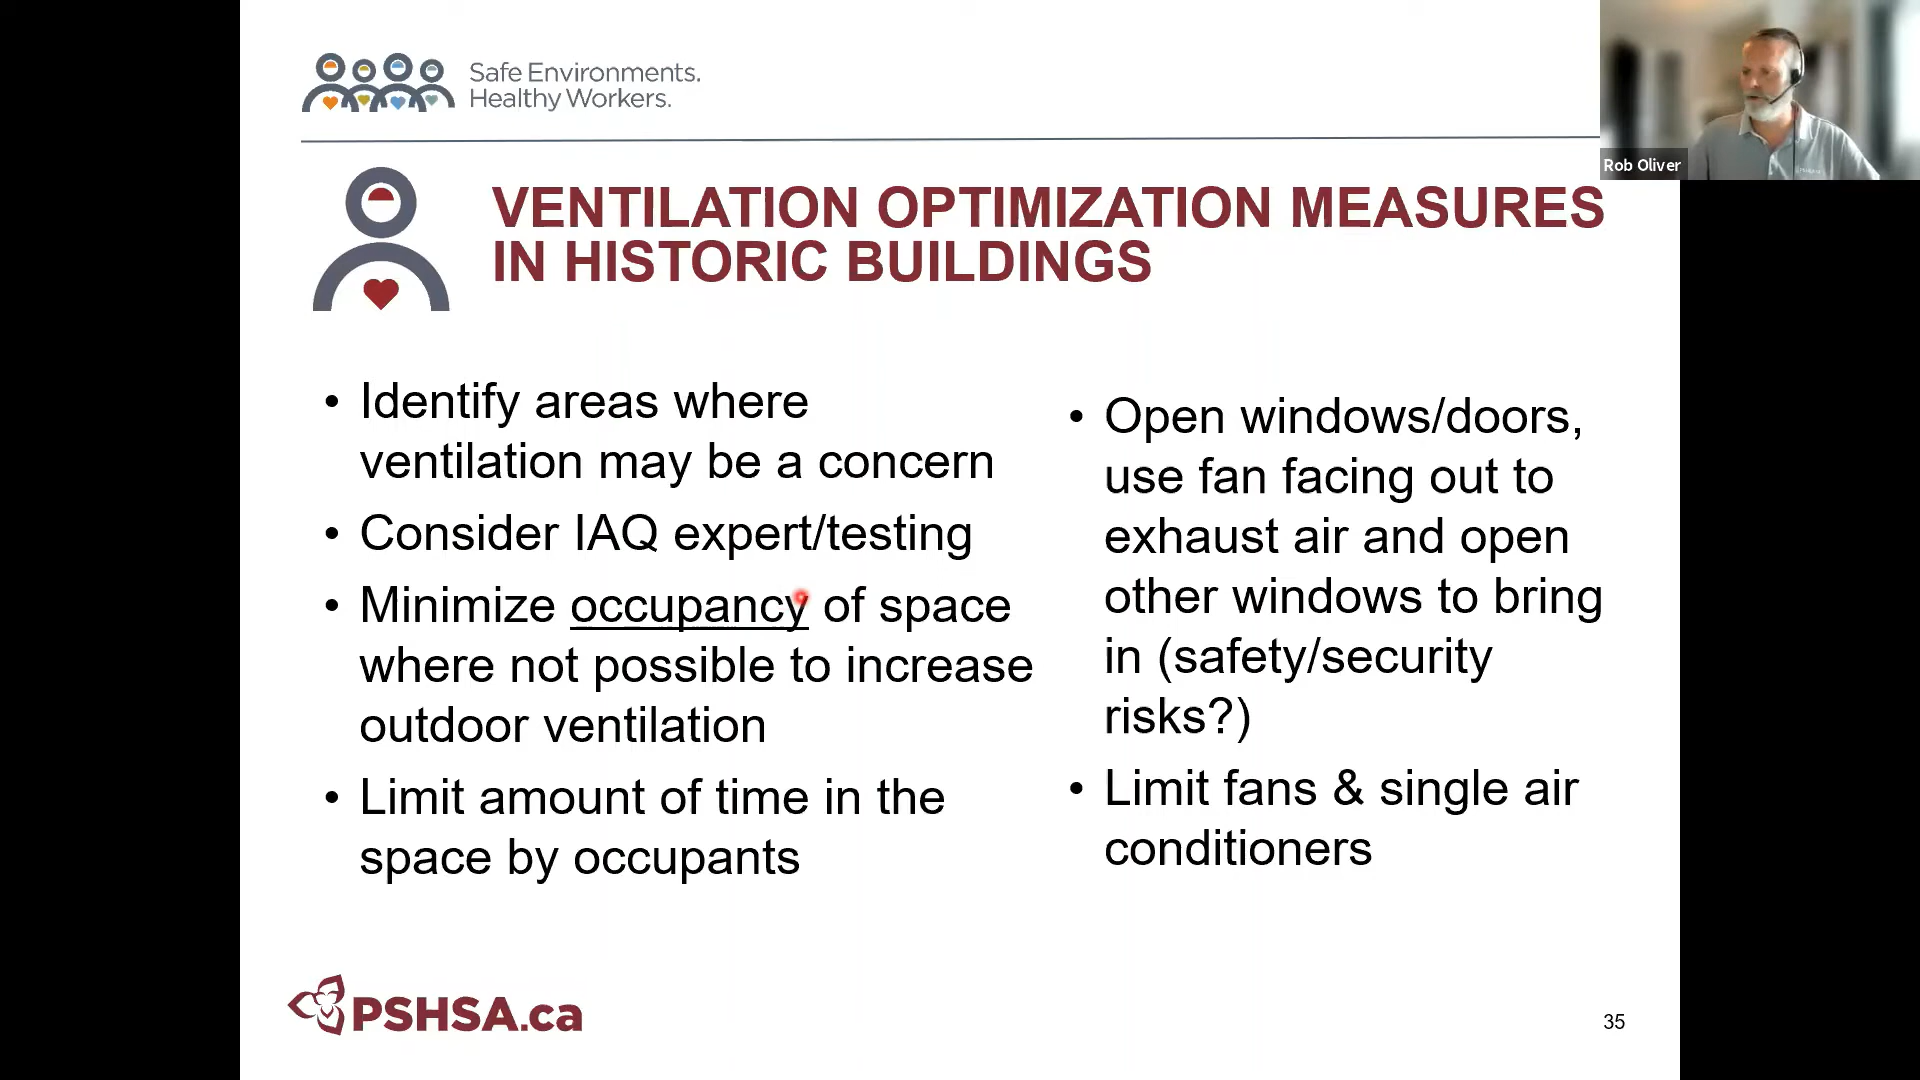 Safe Environments.
Healthy Workers.
Rob Oliver
VENTILATION OPTIMIZATION MEASURES
IN HISTORIC BUILDINGS
• Identify areas where
ventilation may be a concern
• Consider IAQ expert/testing
• Minimize occupancy of space
where not possible to increase
outdoor ventilation
• Limit amount of time in the
space by occupants
• Open windows/doors,
use fan facing out to
exhaust air and open
other windows to bring
in (safety/security
risks?)
• Limit fans & single air
conditioners
PSHSA.ca
35